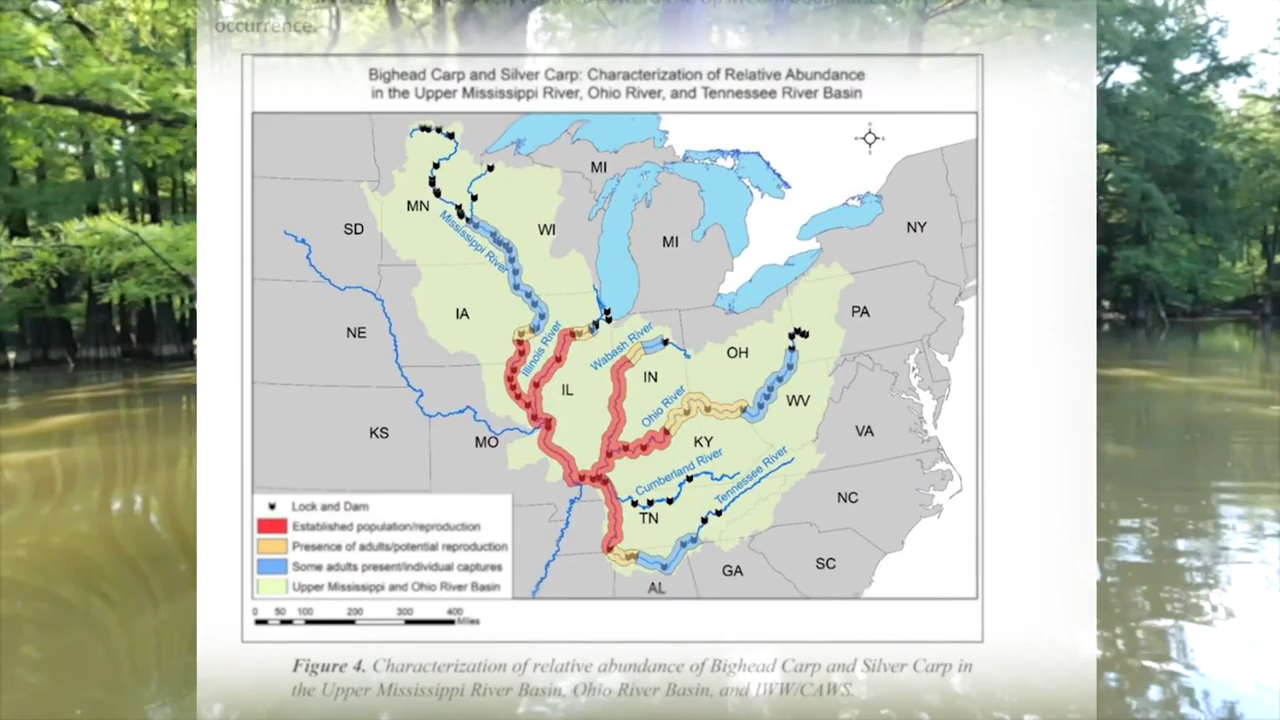 occurrence.
Bighead Carp and Silver Carp: Characterization of Relative Abundance
in the Upper Mississippi River, Ohio River, and Tennessee River Basin
MI
MN
SD
WI
MI
NY
Mississippi River
IA
PA
NE
Illinois River
Wabash River
OH
IL
IN
Ohio River
WV
KS
MO
KY
VA
Cumberland River
Tennessee River
NC
TN
SC
GA
AL
Lock and Dam
Established population/reproduction
Presence of adults/potential reproduction
Some adults present/individual captures
Upper Mississippi and Ohio River Basin
0 50 100 200 300 400
Miles
Figure 4. Characterization of relative abundance of Bighead Carp and Silver Carp in
the Upper Mississippi River Basin, Ohio River Basin, and IWW/CAWS.